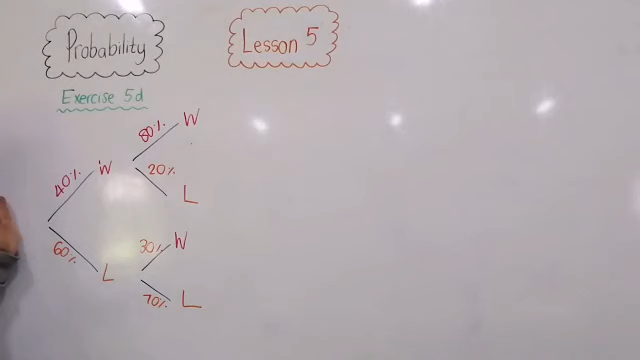 Probability
Lesson 5
Exercise 5d
80% W
40% W
20% L
30% W
60% L
70% L